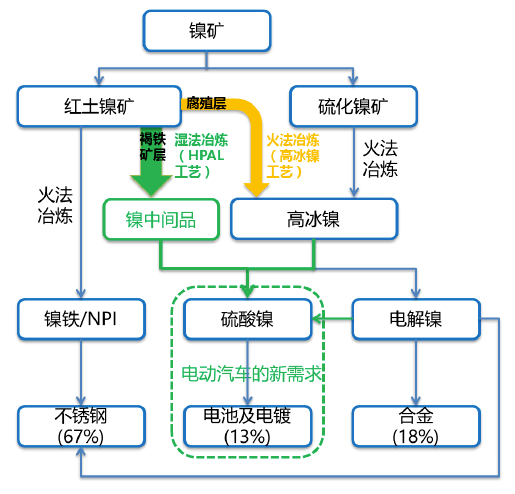 镍矿
红土镍矿
腐殖层
硫化镍矿
褐铁
矿层
湿法冶炼
（HPAL
工艺）
火法冶炼
（高冰镍
工艺）
火法
冶炼
火法
冶炼
镍中间品
高冰镍
镍铁/NPI
硫酸镍
电解镍
电动汽车的新需求
不锈钢
(67%)
电池及电镀
(13%)
合金
(18%)